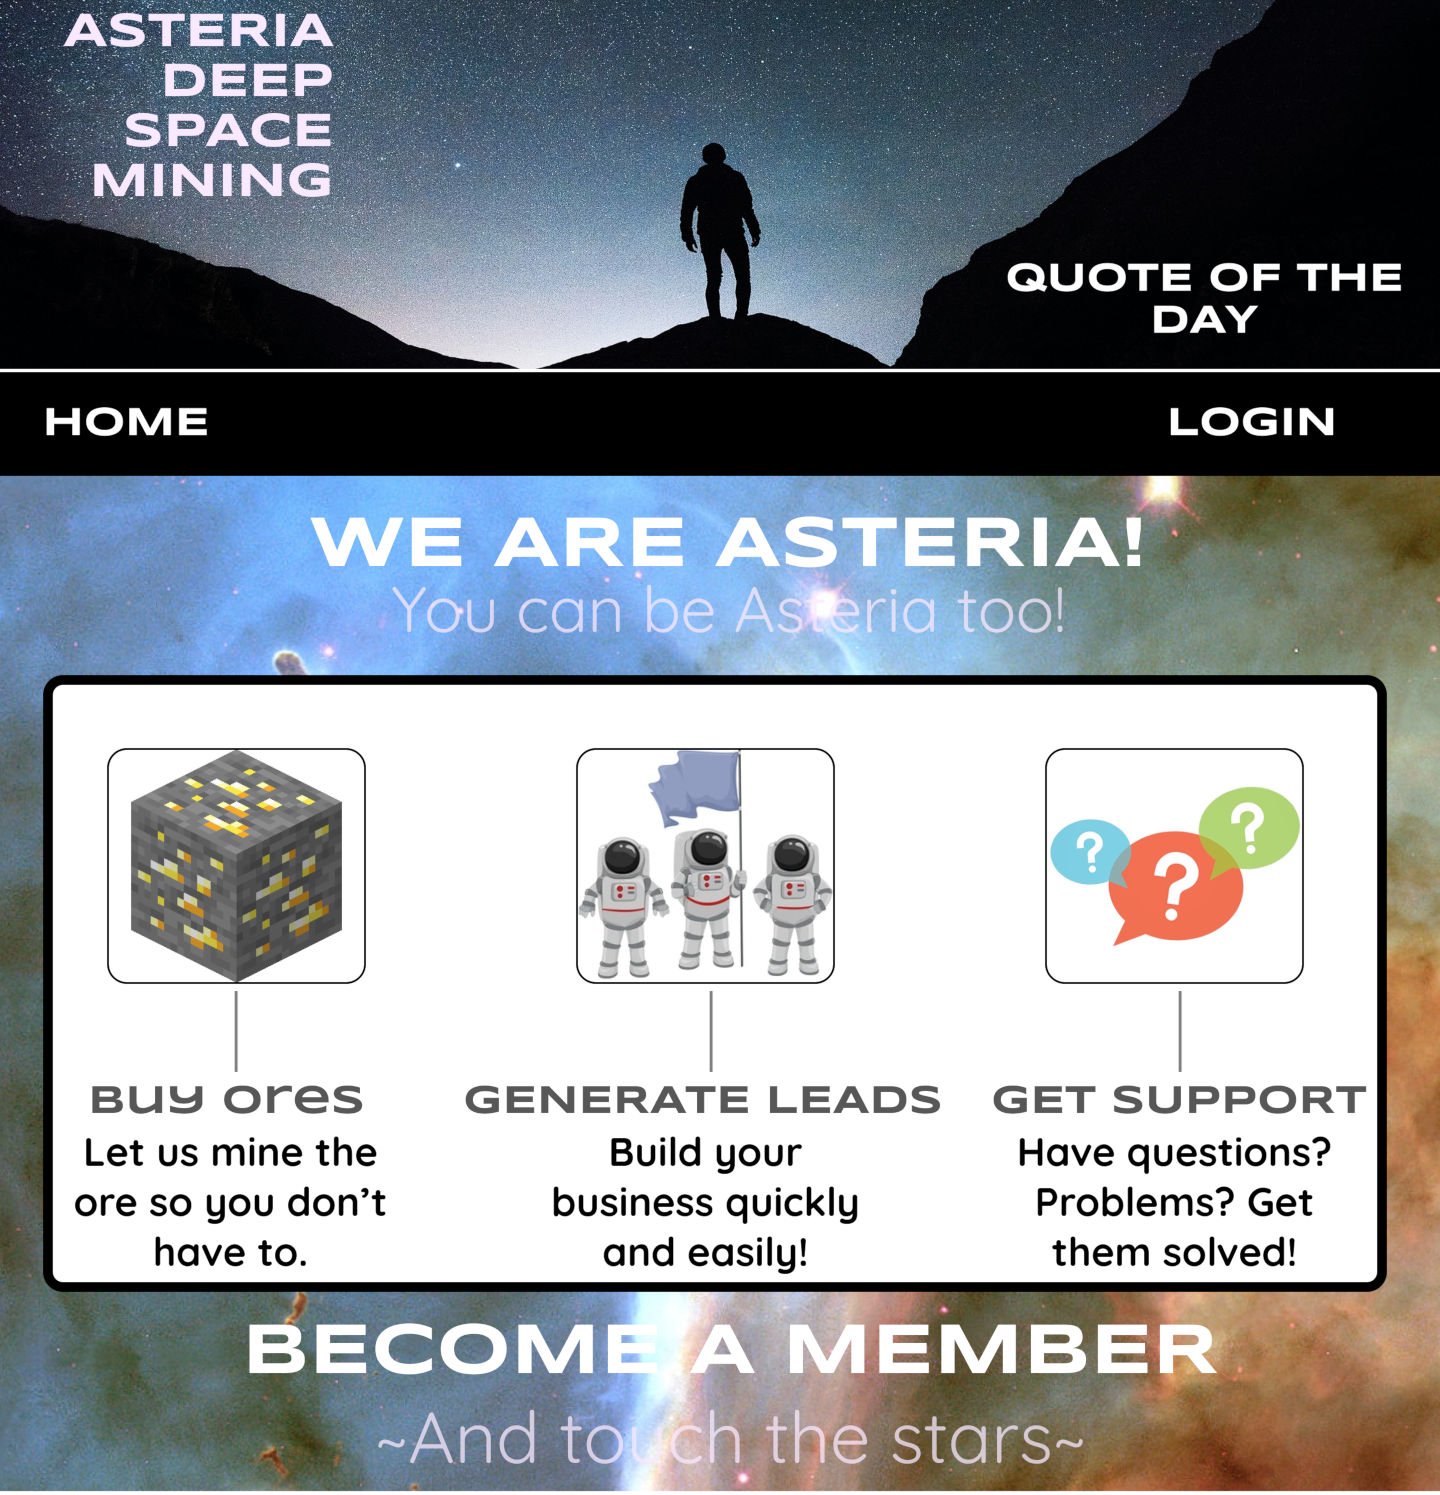 ASTERIA
DEEP
SPACE
MINING
QUOTE OF THE
DAY
HOME
LOGIN
WE ARE ASTERIA!
You can be Asteria too!
?
?
?
Buy Ores
Let us mine the
ore so you don’t
have to.
GENERATE LEADS
Build your
business quickly
and easily!
GET SUPPORT
Have questions?
Problems? Get
them solved!
BECOME A MEMBER
~And touch the stars~